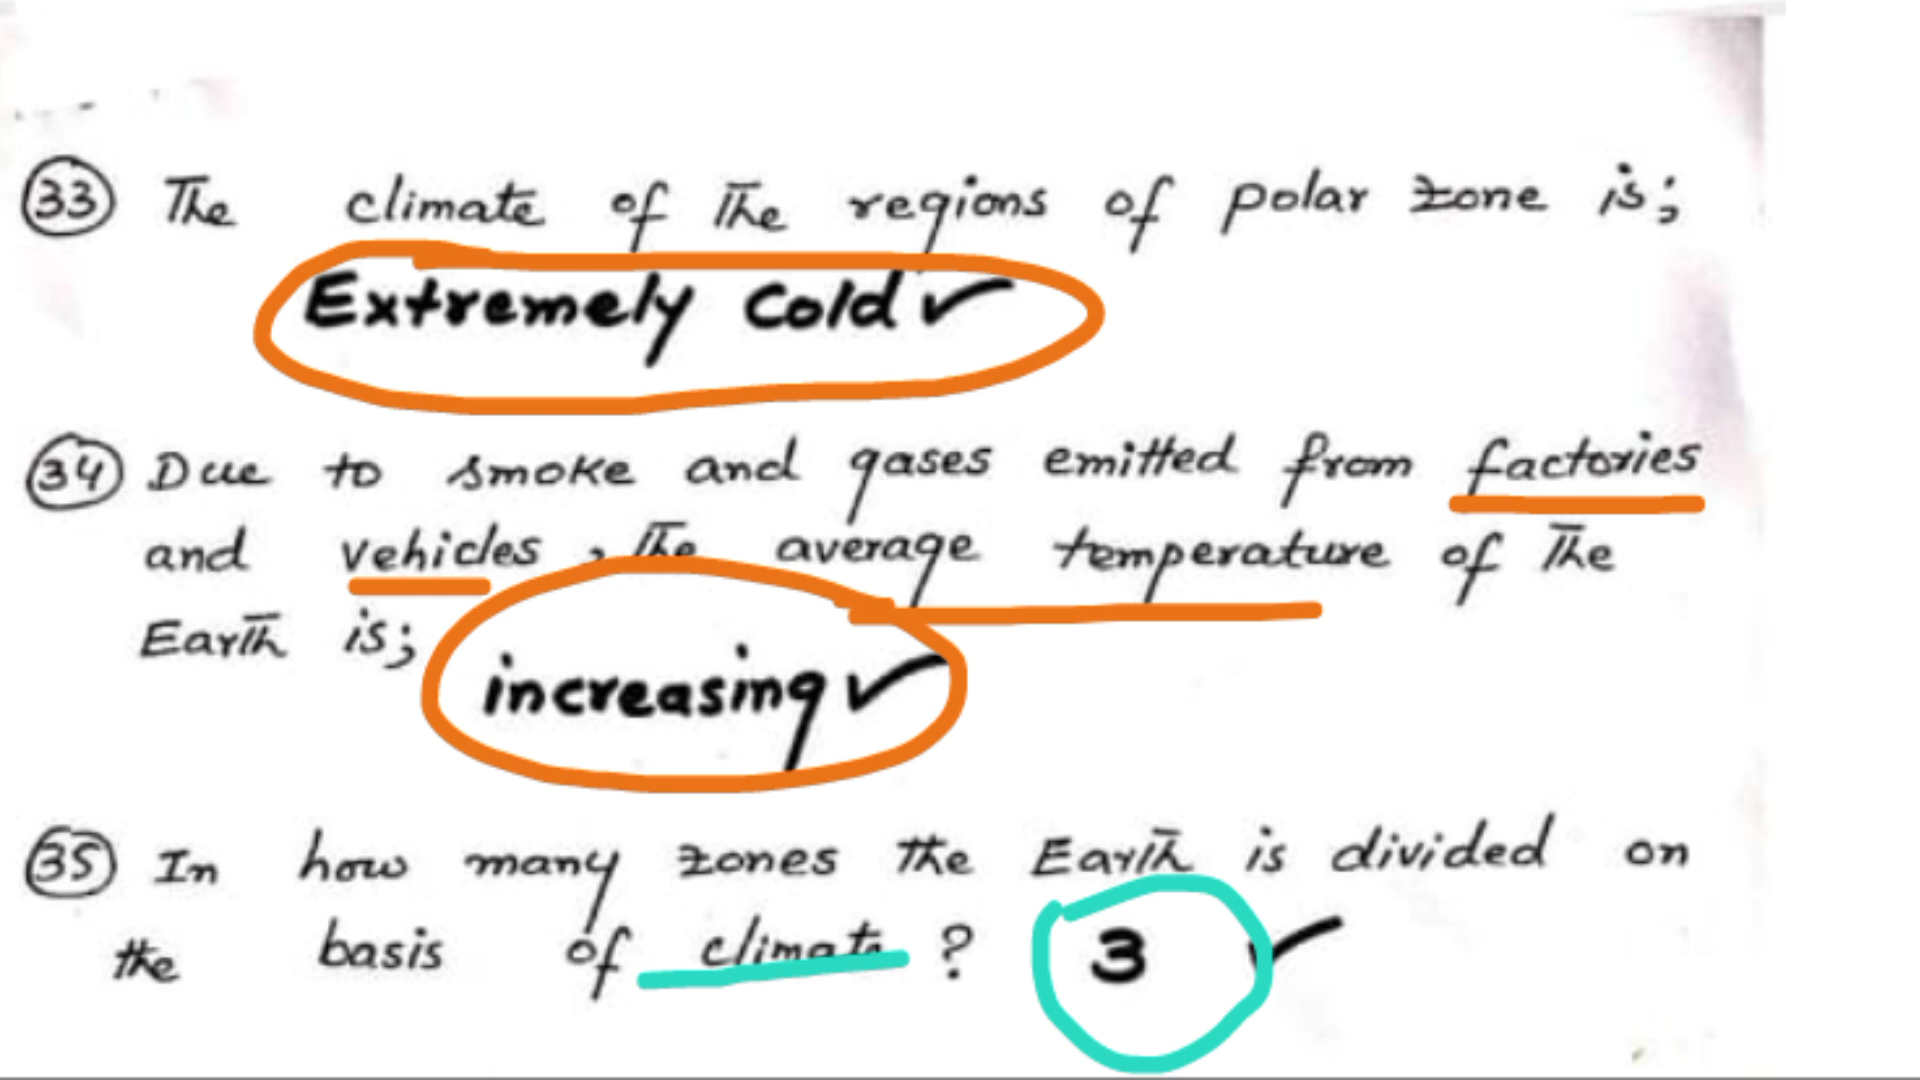 33 The climate of the regions of polar zone is;
Extremely Cold ✓
34 Due to smoke and gases emitted from factories
and vehicles, the average temperature of the
Earth is;
increasing ✓
35 In how many zones the Earth is divided on
the basis of climate? 3 ✓